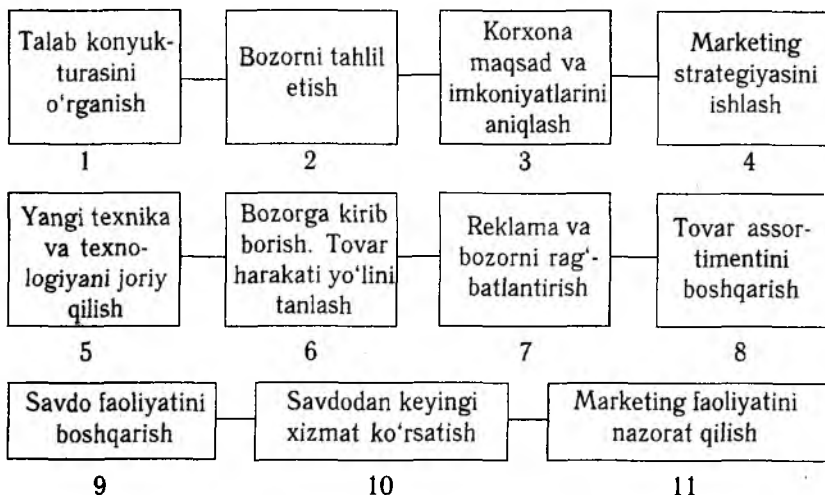 Talab konyuk-
turasini
o‘rganish
Bozorni tahlil
etish
Korxona
maqsad va
imkoniyatlarini
aniqlash
Marketing
strategiyasini
ishlash
1
2
3
4
Yangi texnika
va texno-
logiyani joriy
qilish
Bozorga kirib
borish. Tovar
harakati yo‘lini
tanlash
Reklama va
bozorni rag‘-
batlantirish
Tovar assor-
timentini
boshqarish
5
6
7
8
Savdo faoliyatini
boshqarish
Savdodan keyingi
xizmat ko‘rsatish
Marketing faoliyatini
nazorat qilish
9
10
11